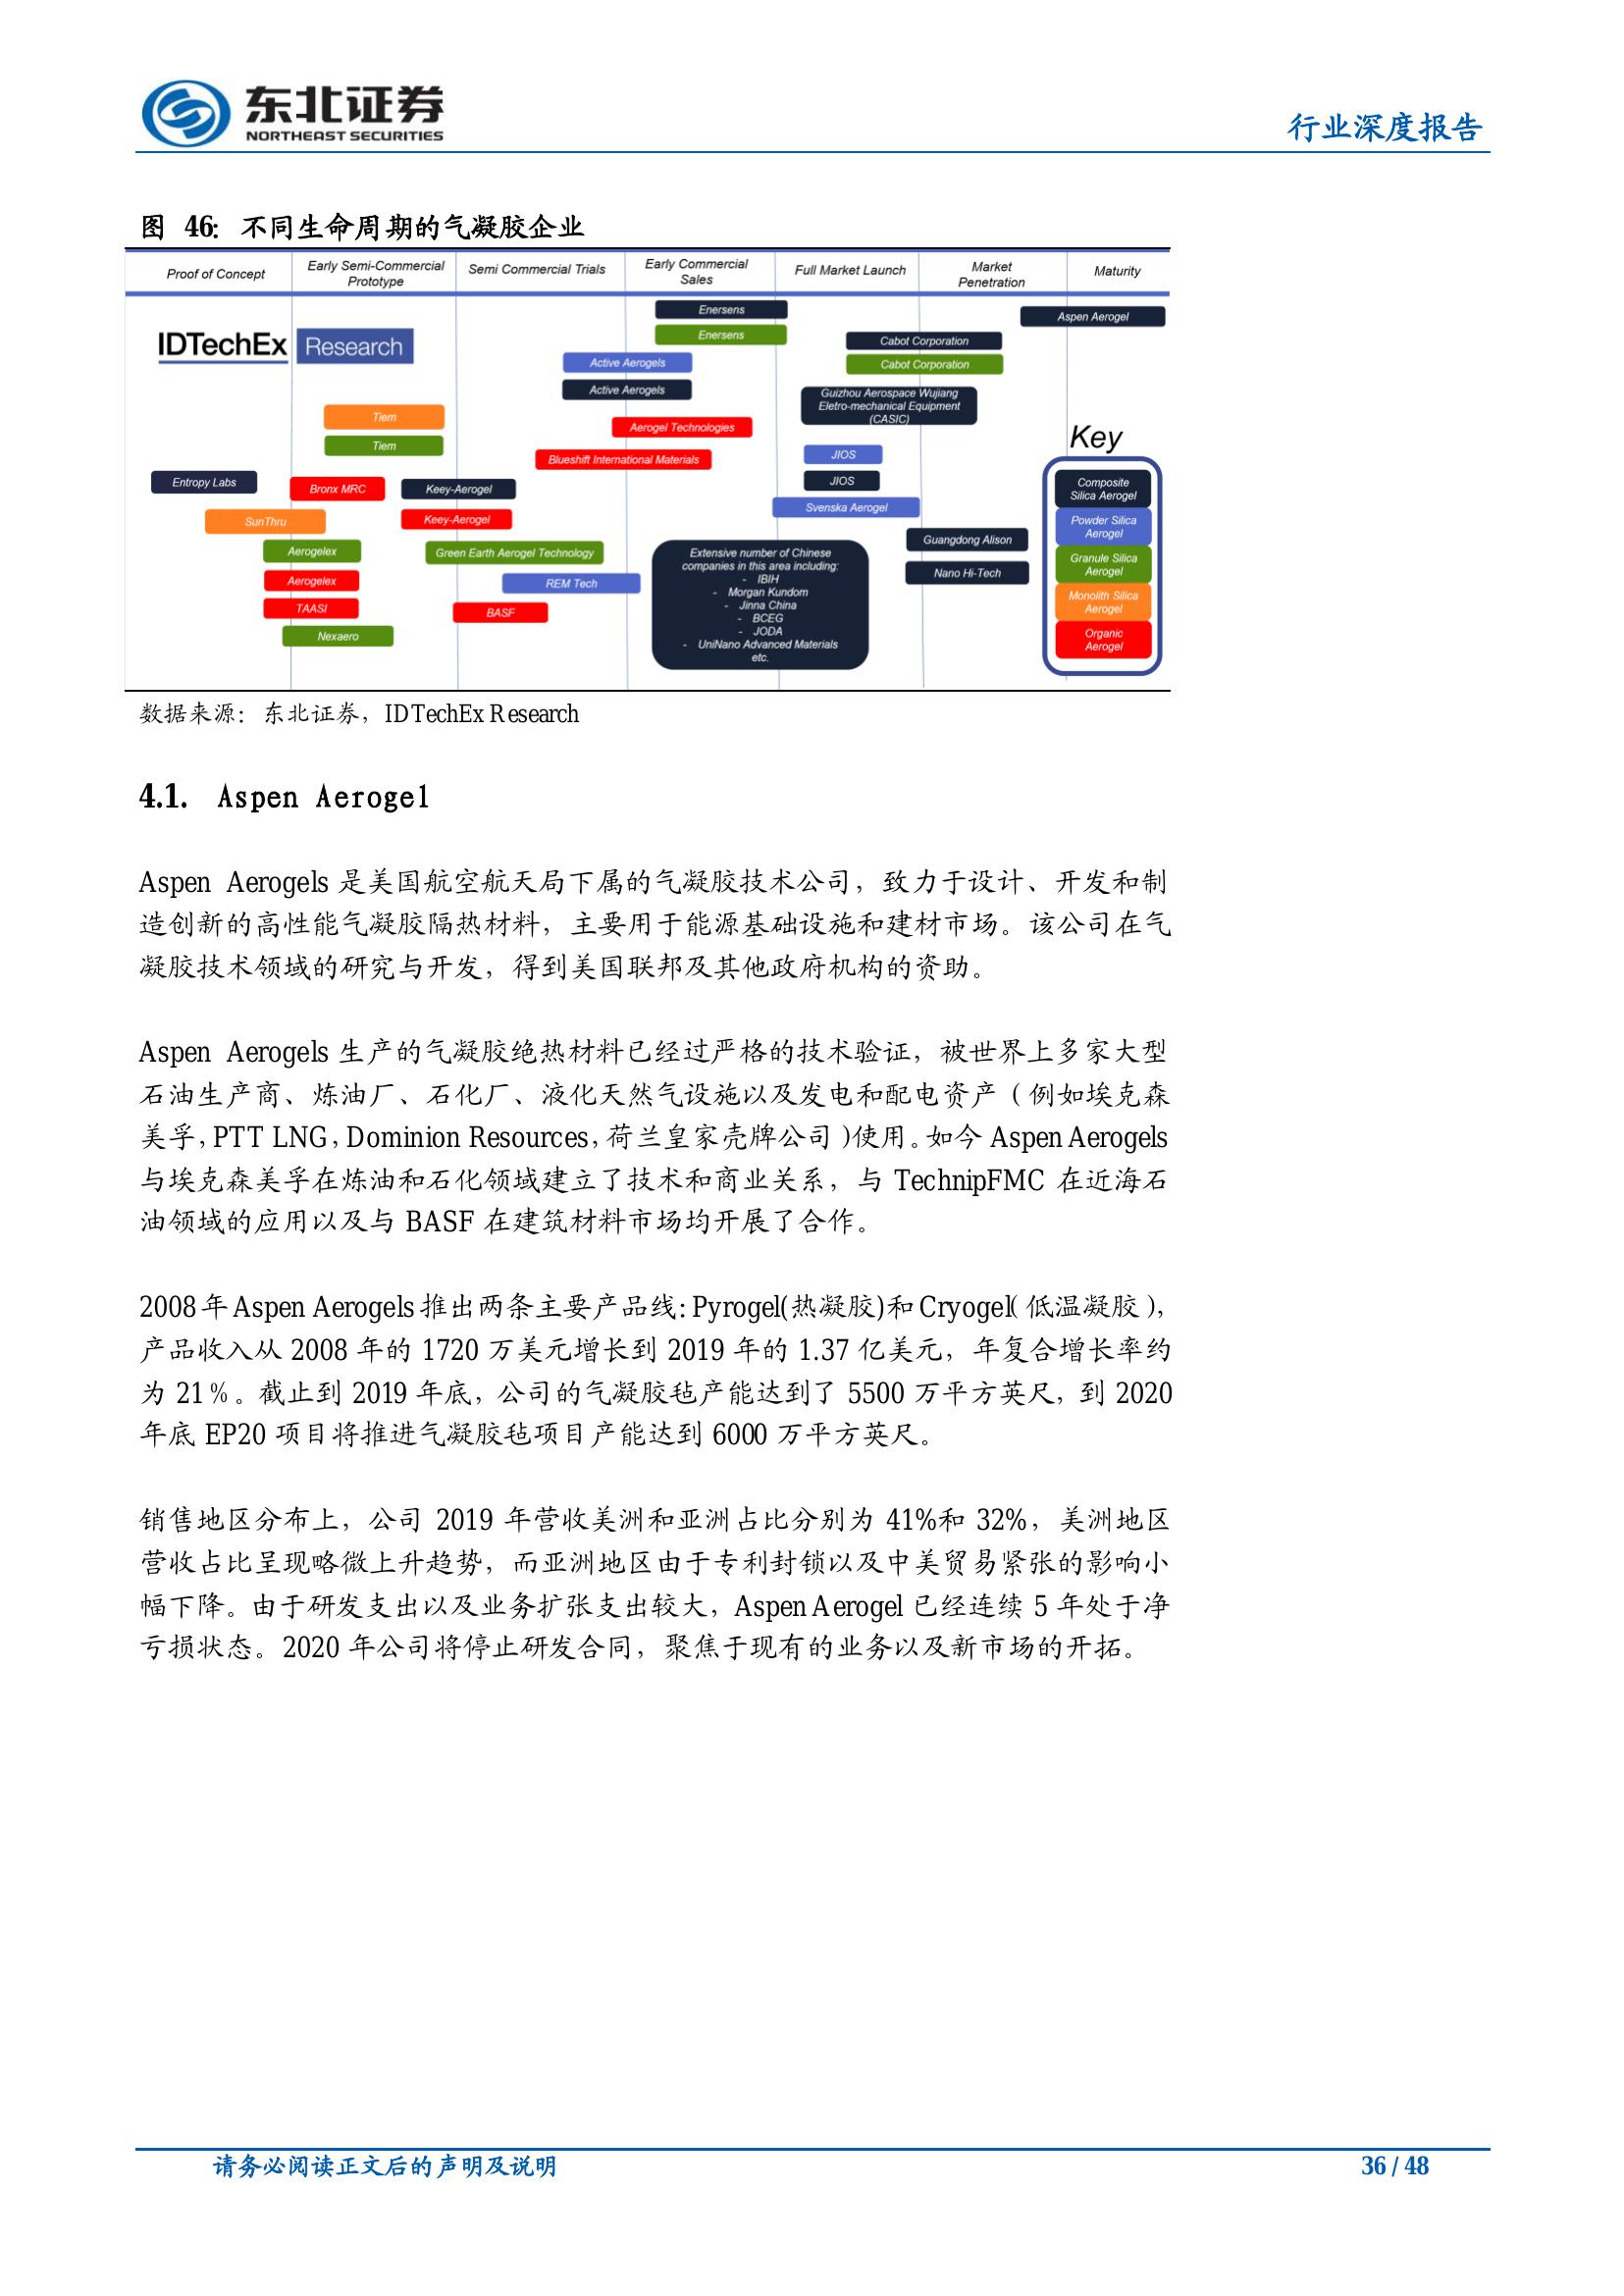 东北证券
NORTHEAST SECURITIES
行业深度报告
图 46：不同生命周期的气凝胶企业
Proof of Concept
Early Semi-Commercial
Prototype
Semi Commercial Trials
Early Commercial
Sales
Full Market Launch
Market
Penetration
Maturity
IDTechEx Research
Enersens
Enersens
Aspen Aerogel
Cabot Corporation
Cabot Corporation
Active Aerogels
Active Aerogels
Guizhou Aerospace Wujiang
Eletro-mechanical Equipment
(CASIC)
Tiem
Tiem
Aerogel Technologies
Blueshift International Materials
JIOS
JIOS
Svenska Aerogel
Entropy Labs
Bronx MRC
Keey-Aerogel
Keey-Aerogel
SunThru
Aerogelex
Aerogelex
TAASI
Nexaero
Green Earth Aerogel Technology
REM Tech
BASF
Extensive number of Chinese
companies in this area including:
- IBIH
- Morgan Kundom
- Jinna China
- BCEG
- JODA
- UniNano Advanced Materials
etc.
Guangdong Alison
Nano Hi-Tech
Key
Composite
Silica Aerogel
Powder Silica
Aerogel
Granule Silica
Aerogel
Monolith Silica
Aerogel
Organic
Aerogel
数据来源：东北证券，IDTechEx Research
4.1. Aspen Aerogel
Aspen Aerogels 是美国航空航天局下属的气凝胶技术公司，致力于设计、开发和制
造创新的高性能气凝胶隔热材料，主要用于能源基础设施和建材市场。该公司在气
凝胶技术领域的研究与开发，得到美国联邦及其他政府机构的资助。
Aspen Aerogels 生产的气凝胶绝热材料已经过严格的技术验证，被世界上多家大型
石油生产商、炼油厂、石化厂、液化天然气设施以及发电和配电资产（例如埃克森
美孚，PTT LNG，Dominion Resources，荷兰皇家壳牌公司)使用。如今 Aspen Aerogels
与埃克森美孚在炼油和石化领域建立了技术和商业关系，与 TechnipFMC 在近海石
油领域的应用以及与 BASF 在建筑材料市场均开展了合作。
2008 年 Aspen Aerogels 推出两条主要产品线：Pyrogel(热凝胶)和 Cryogel(低温凝胶)，
产品收入从 2008 年的 1720 万美元增长到 2019 年的 1.37 亿美元，年复合增长率约
为 21%。截止到 2019 年底，公司的气凝胶毡产能达到了 5500 万平方英尺，到 2020
年底 EP20 项目将推进气凝胶毡项目产能达到 6000 万平方英尺。
销售地区分布上，公司 2019 年营收美洲和亚洲占比分别为 41%和 32%，美洲地区
营收占比呈现略微上升趋势，而亚洲地区由于专利封锁以及中美贸易紧张的影响小
幅下降。由于研发支出以及业务扩张支出较大，Aspen Aerogel 已经连续 5 年处于净
亏损状态。2020 年公司将停止研发合同，聚焦于现有的业务以及新市场的开拓。
请务必阅读正文后的声明及说明
36 / 48